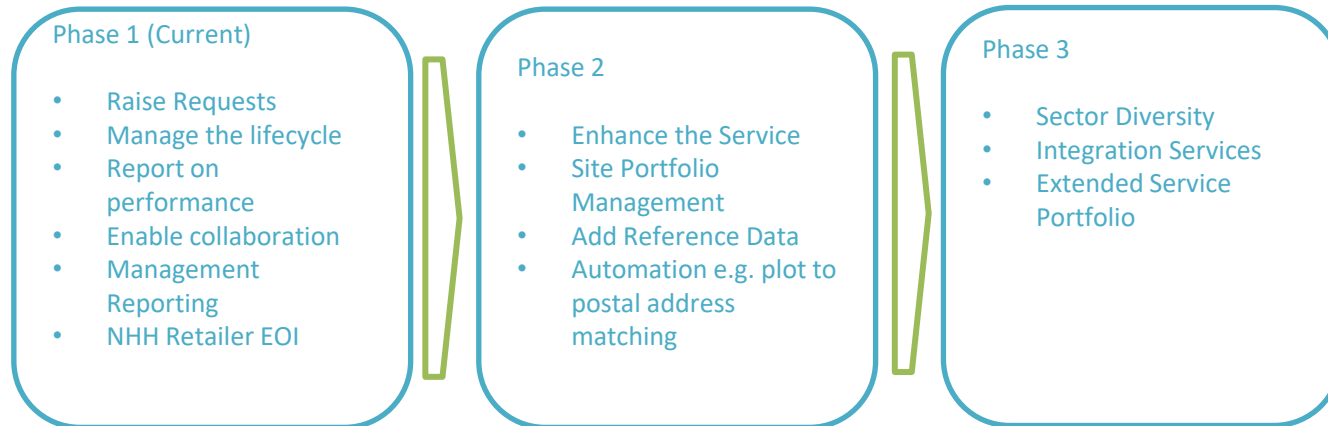 Phase 1 (Current)
• Raise Requests
• Manage the lifecycle
• Report on
performance
• Enable collaboration
• Management
Reporting
• NHH Retailer EOI
Phase 2
• Enhance the Service
• Site Portfolio
Management
• Add Reference Data
• Automation e.g. plot to
postal address
matching
Phase 3
• Sector Diversity
• Integration Services
• Extended Service
Portfolio